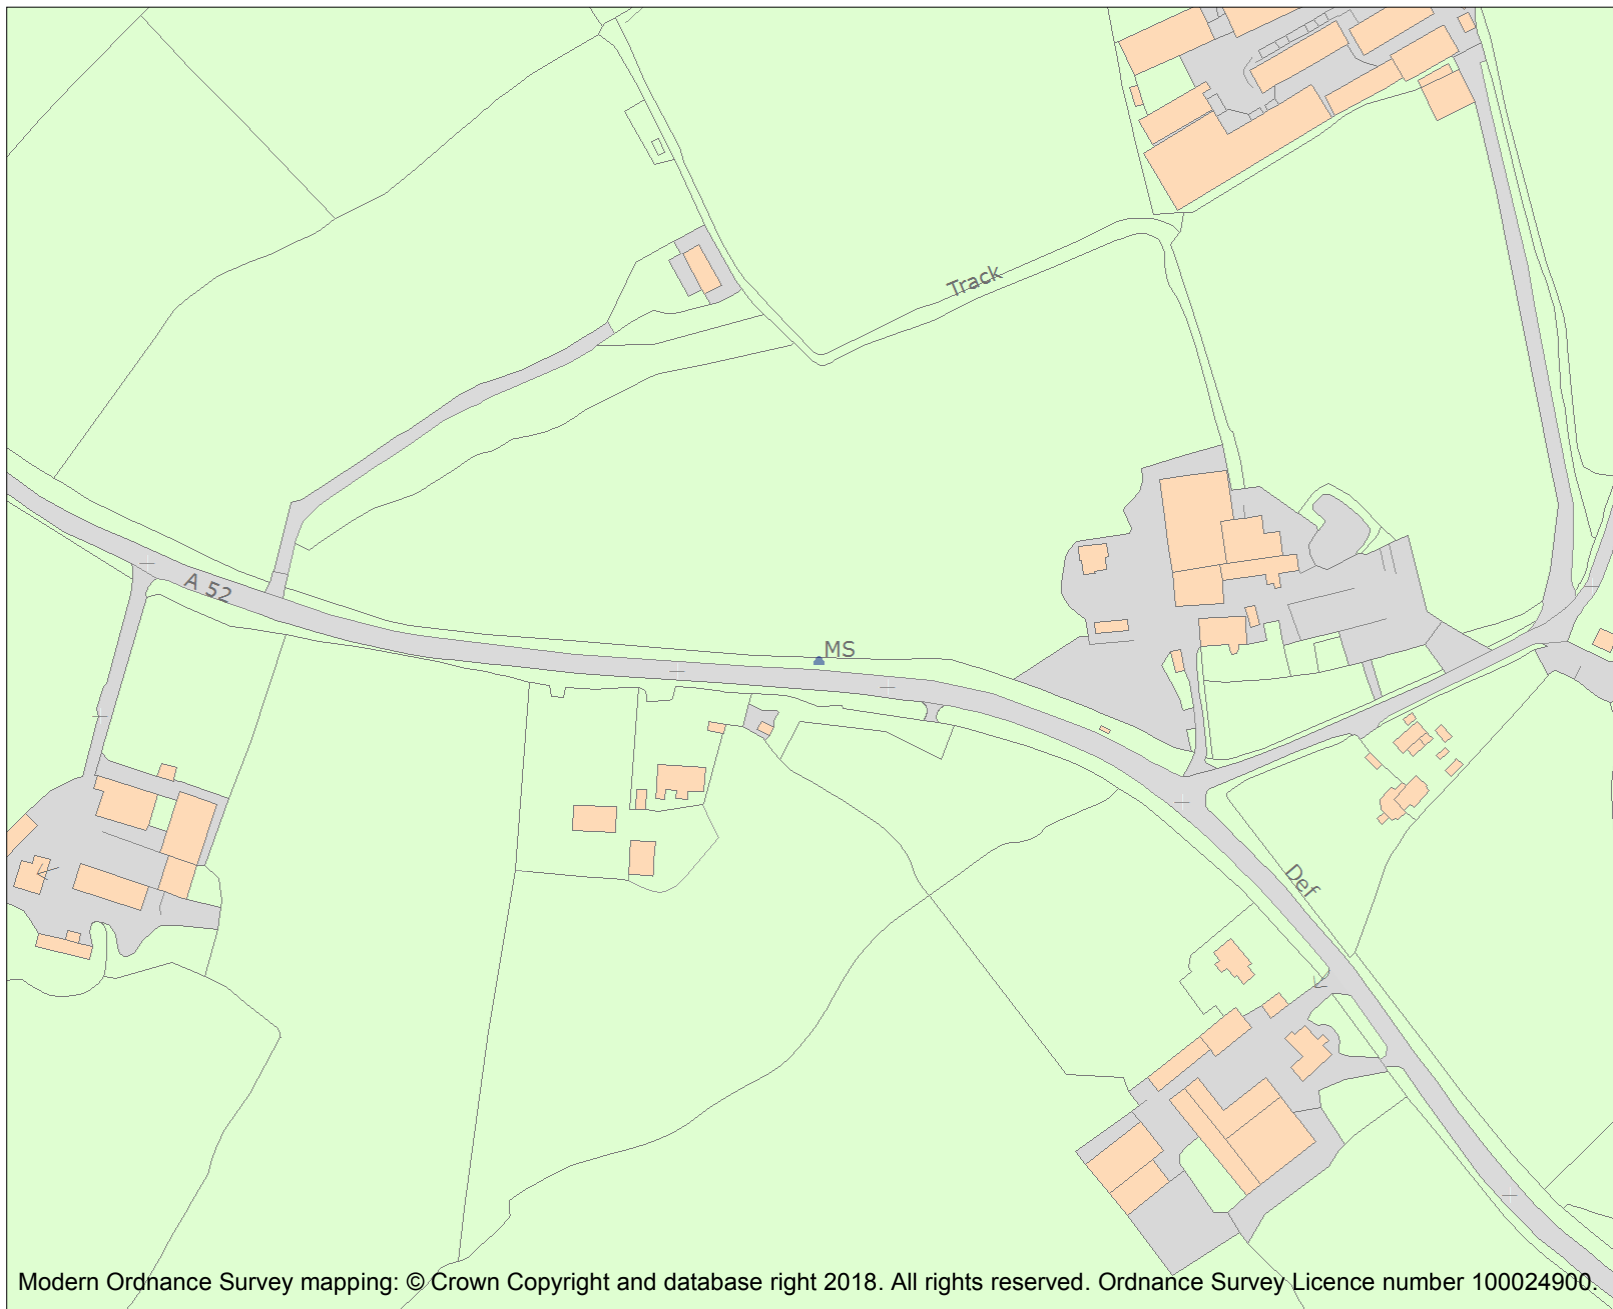 Track
A 52
MS
Def
Modern Ordnance Survey mapping: © Crown Copyright and database right 2018. All rights reserved. Ordnance Survey Licence number 100024900.